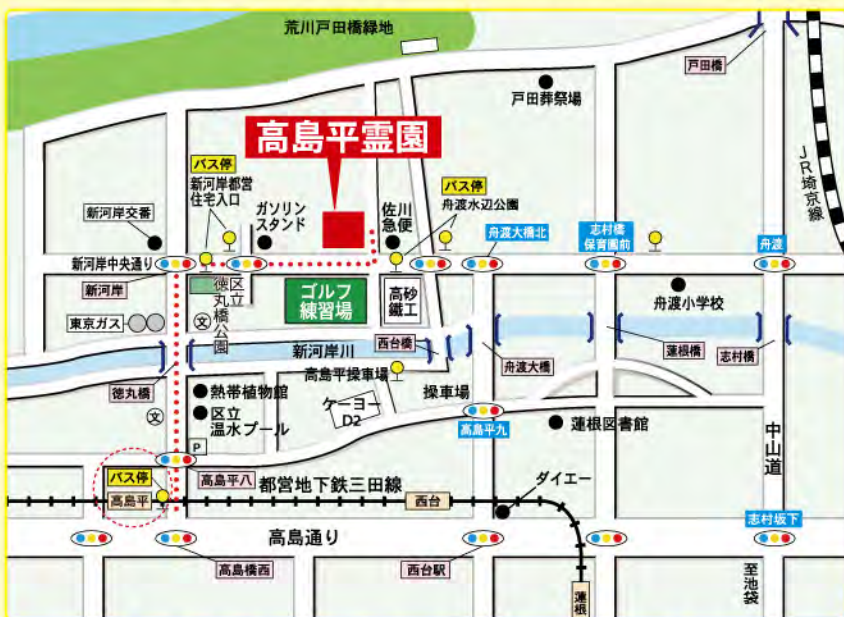 荒川戸田橋緑地
戸田橋
戸田葬祭場
高島平霊園
JR埼京線
バス停
新河岸都営
住宅入口
ガソリン
スタンド
佐川
急便
バス停
舟渡水辺公園
新河岸交番
舟渡大橋北
志村橋
保育園前
舟渡
新河岸中央通り
新河岸
区立
徳丸橋公園
ゴルフ
練習場
高砂
鐵工
舟渡小学校
東京ガス
文
西台橋
新河岸川
舟渡大橋
蓮根橋
志村橋
高島平操車場
徳丸橋
熱帯植物館
操車場
文
区立
温水プール
ケーヨー
D2
高島平九
蓮根図書館
中山道
P
高島平八
バス停
高島平
都営地下鉄三田線
西台
ダイエー
高島通り
志村坂下
高島橋西
西台駅
蓮根
至池袋